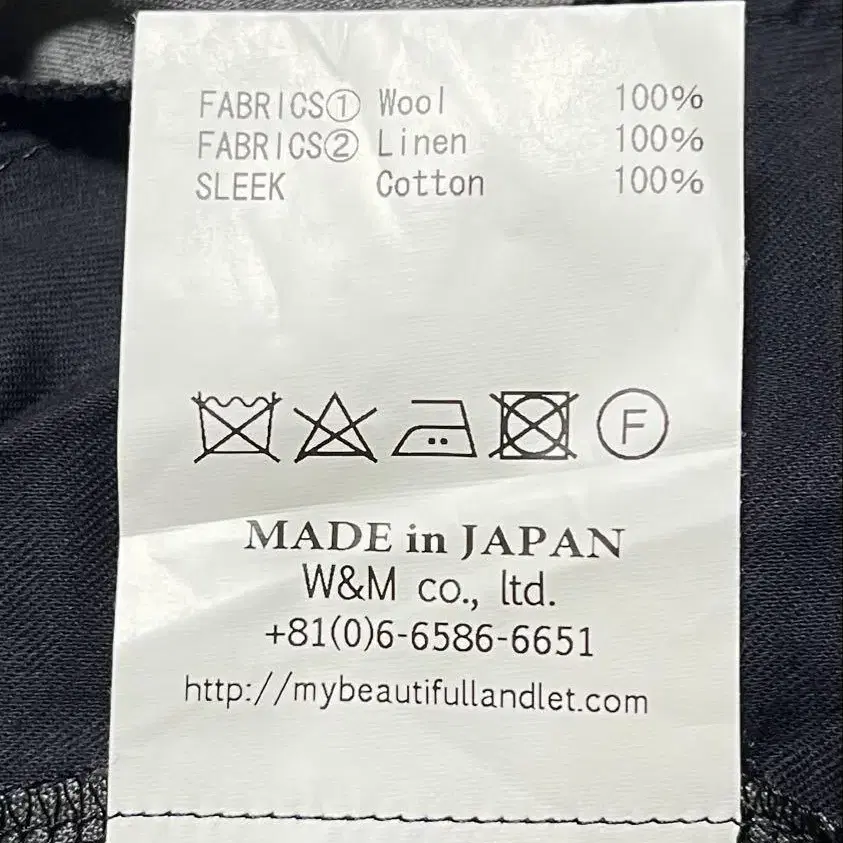 FABRICS① Wool 100%
FABRICS② Linen 100%
SLEEK Cotton 100%
F
MADE in JAPAN
W&M co., ltd.
+81(0)6-6586-6651
http://mybeautifullandlet.com